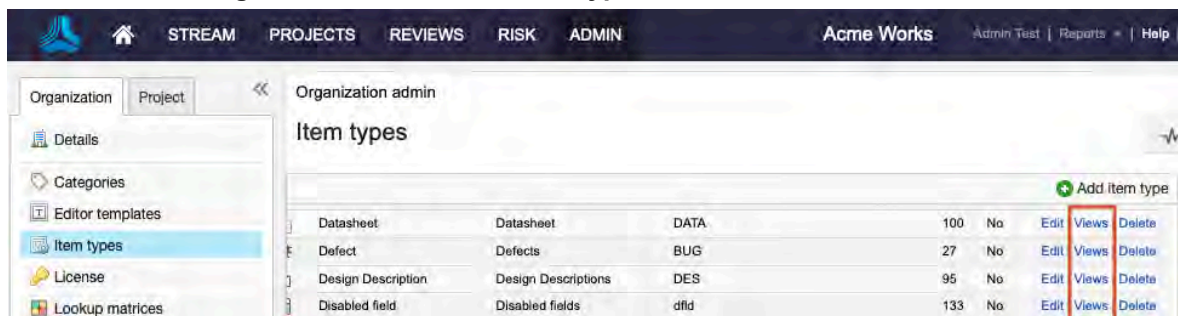 STREAM PROJECTS REVIEWS RISK ADMIN Acme Works Admin Test | Reports | Help
Organization Project
Details
Categories
Editor templates
Item types
License
Lookup matrices
Organization admin
Item types
Add item type
Datasheet Datasheet DATA 100 No Edit Views Delete
Defect Defects BUG 27 No Edit Views Delete
Design Description Design Descriptions DES 95 No Edit Views Delete
Disabled field Disabled fields dfld 133 No Edit Views Delete